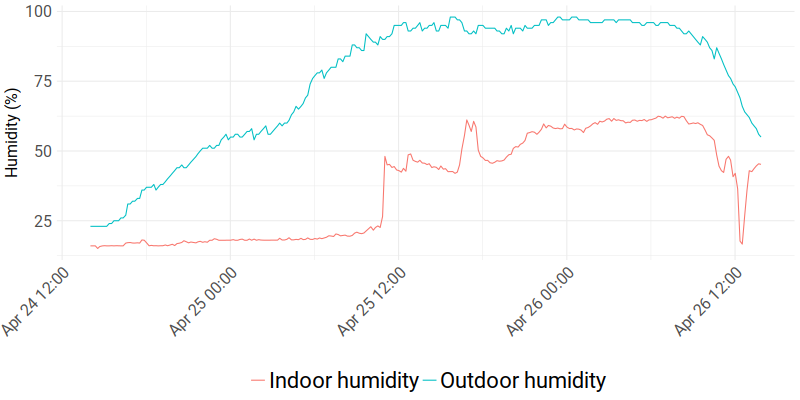 Humidity (%)
100
75
50
25
Apr 24 12:00
Apr 25 00:00
Apr 25 12:00
Apr 26 00:00
Apr 26 12:00
Indoor humidity
Outdoor humidity